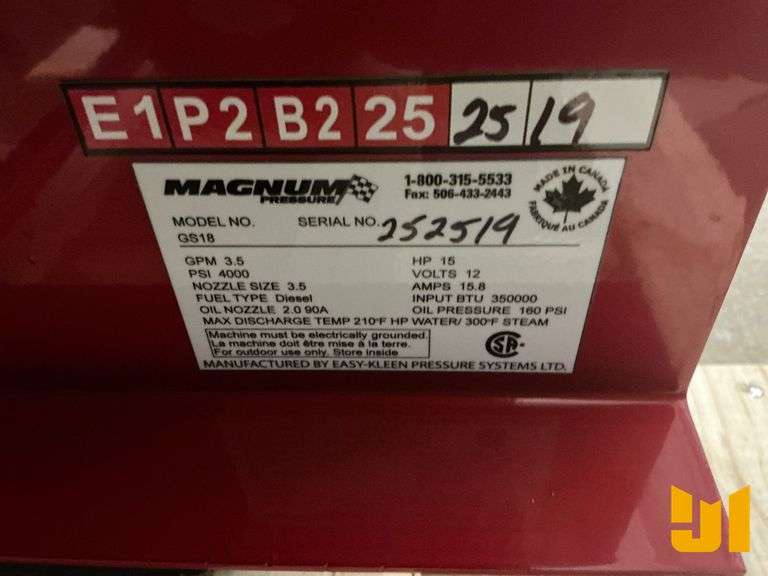 E1 P2 B2 25 25 19
MAGNUM PRESSURE
1-800-315-5533
Fax: 506-433-2443
MADE IN CANADA
FABRIQUÉ AU CANADA
MODEL NO. SERIAL NO. 252519
GS18
GPM 3.5 HP 15
PSI 4000 VOLTS 12
NOZZLE SIZE 3.5 AMPS 15.8
FUEL TYPE Diesel INPUT BTU 350000
OIL NOZZLE 2.0 90A OIL PRESSURE 160 PSI
MAX DISCHARGE TEMP 210°F HP WATER/ 300°F STEAM
Machine must be electrically grounded.
La machine doit être mise à la terre.
For outdoor use only. Store inside
MANUFACTURED BY EASY-KLEEN PRESSURE SYSTEMS LTD.